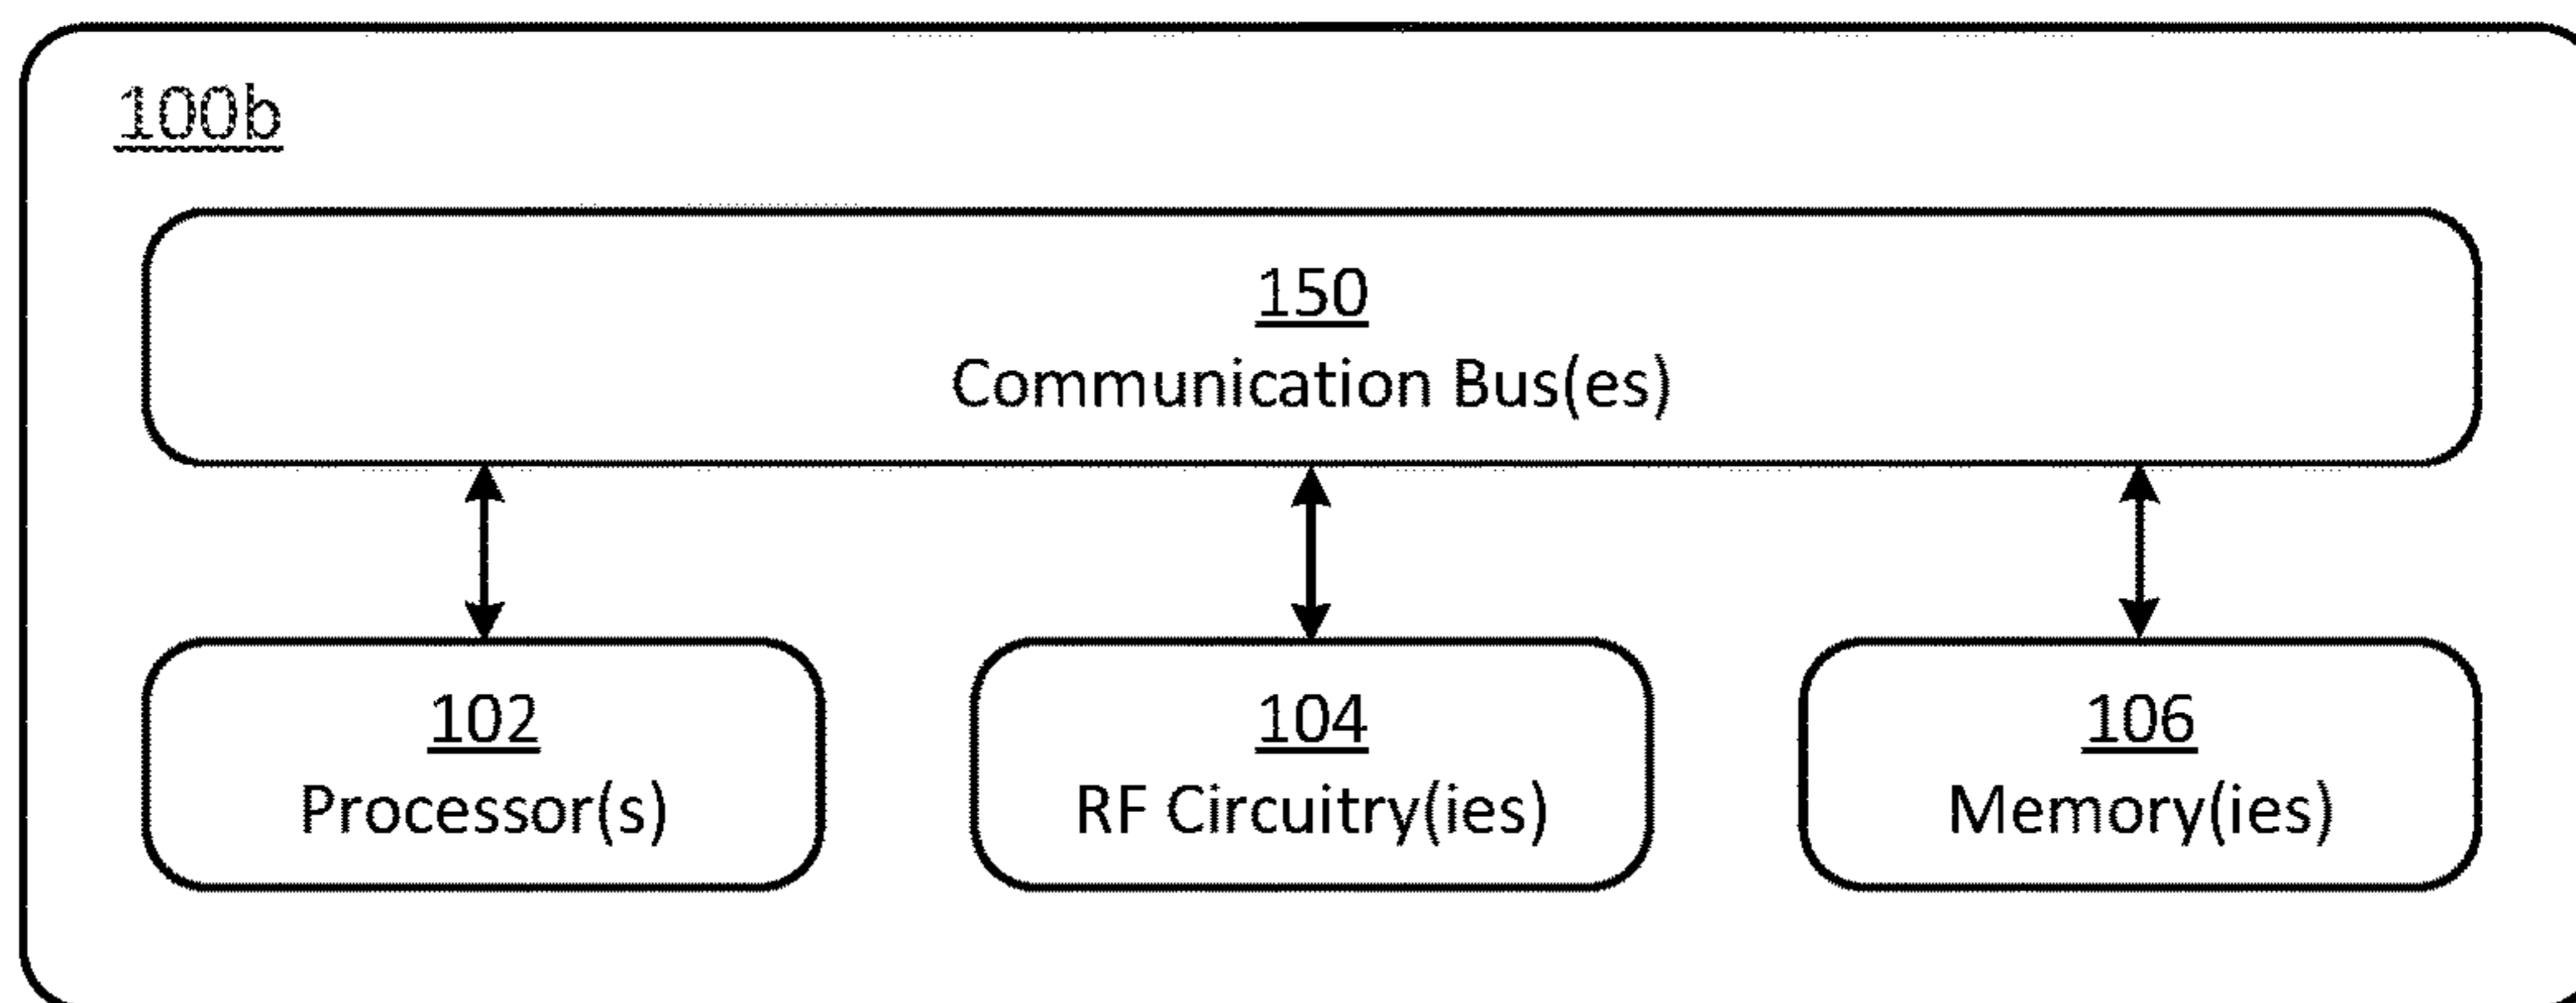 100b
150
Communication Bus(es)
102
Processor(s)
104
RF Circuitry(ies)
106
Memory(ies)